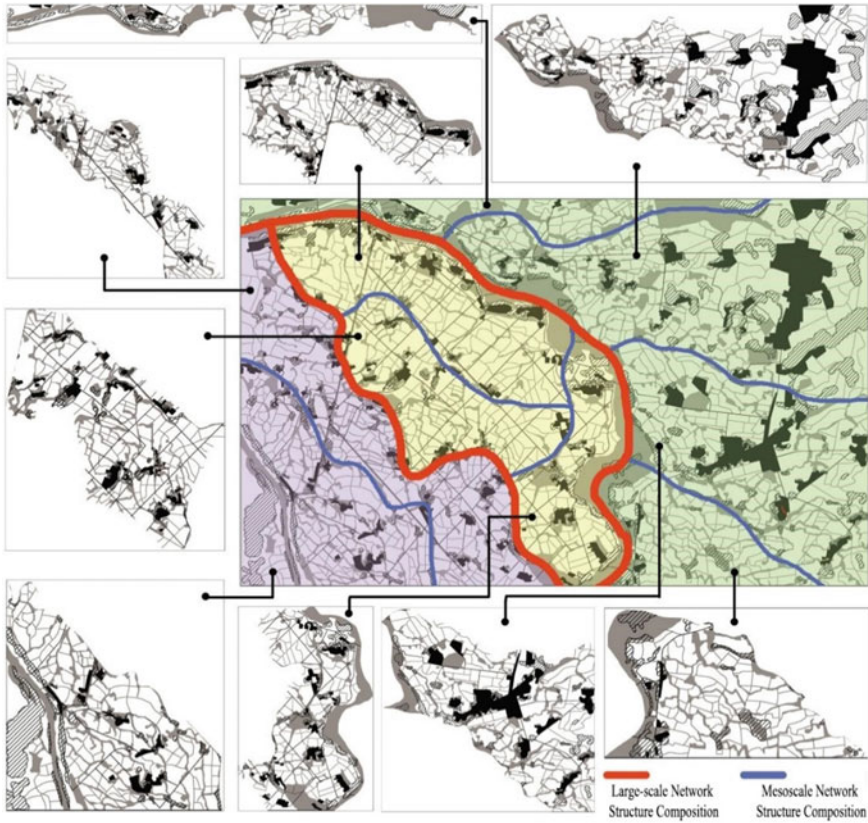 Large-scale Network
Structure Composition
Mesoscale Network
Structure Composition